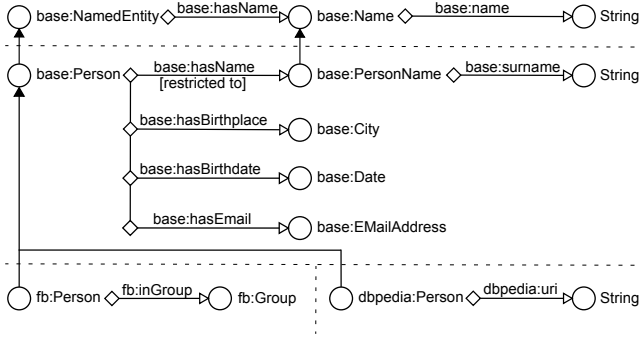 base:NamedEntity base:hasName base:Name base:name String
base:Person base:hasName base:PersonName base:surname String
[restricted to]
base:hasBirthplace base:City
base:hasBirthdate base:Date
base:hasEmail base:EMailAddress
fb:Person fb:inGroup fb:Group dbpedia:Person dbpedia:uri String